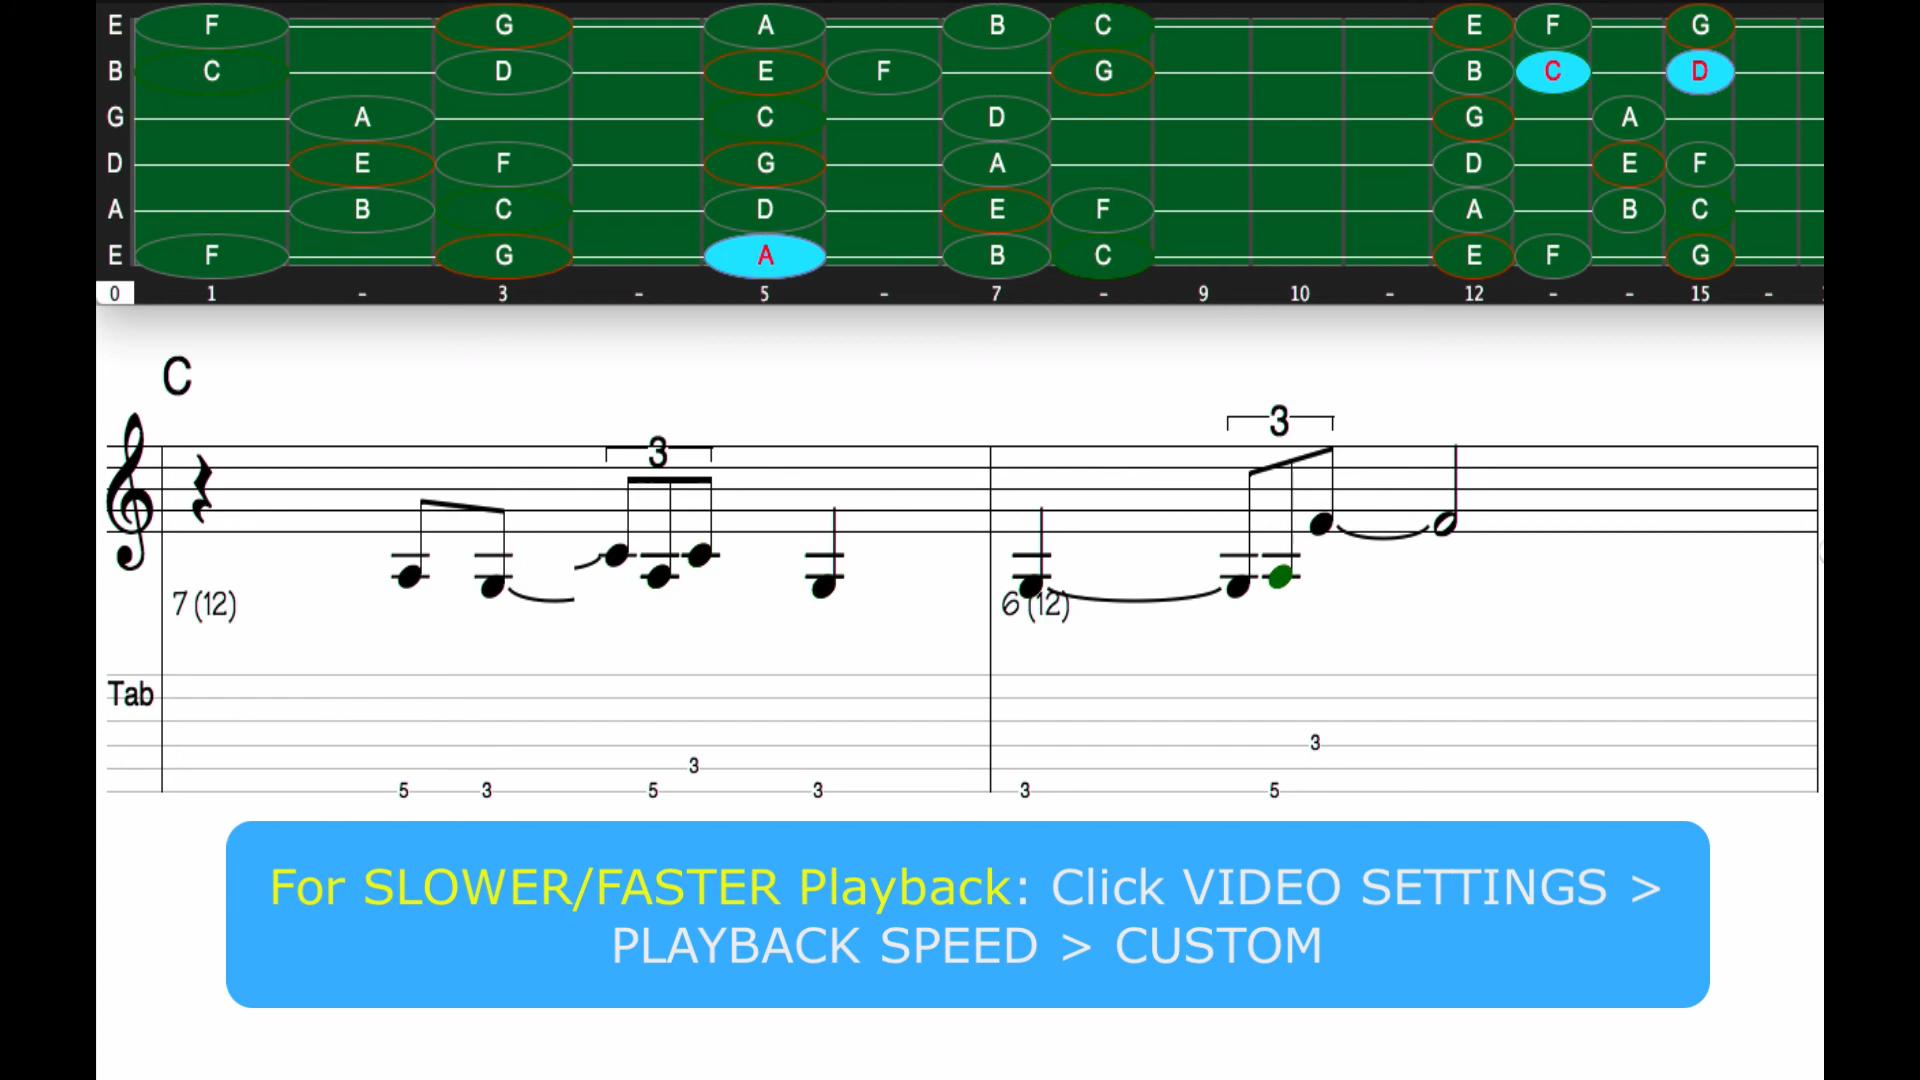 E F G A B C E F G
B C D E F G B C D
G A C D G A
D E F G A D E F
A B C D E F A B C
E F G A B C E F G
0 1 - 3 - 5 - 7 - 9 10 - 12 - - 15 -
C
3 3
7 (12) 6 (12)
Tab
3
3
5 3 5 3 3 5
For SLOWER/FASTER Playback: Click VIDEO SETTINGS >
PLAYBACK SPEED > CUSTOM